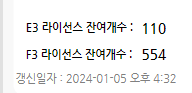 E3 라이선스 잔여개수 : 110
F3 라이선스 잔여개수 : 554
갱신일자 : 2024-01-05 오후 4:32